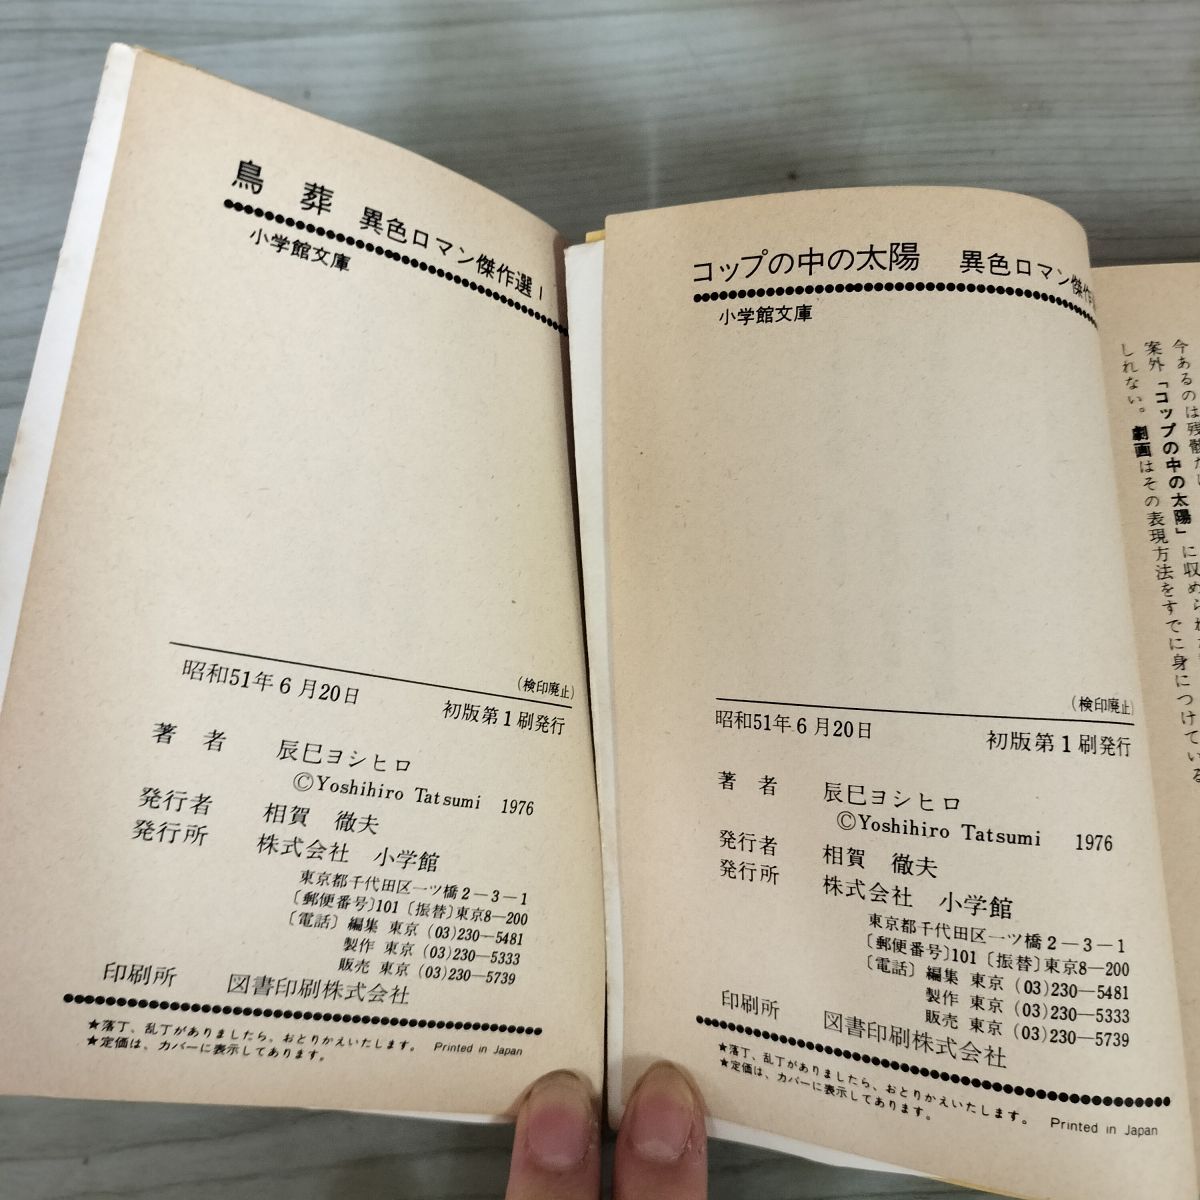 鳥 葬 異色ロマン傑作選 I
小学館文庫
(検印廃止)
昭和51年6月20日 初版第1刷発行
著 者 辰巳ヨシヒロ
©Yoshihiro Tatsumi 1976
発行者 相賀 徹夫
発行所 株式会社 小学館
東京都千代田区一ツ橋2―3―1
〔郵便番号〕101〔振替〕東京8―200
〔電話〕編集 東京 (03)230―5481
製作 東京 (03)230―5333
販売 東京 (03)230―5739
印刷所 図書印刷株式会社
★落丁、乱丁がありましたら、おとりかえいたします。 Printed in Japan
★定価は、カバーに表示してあります。
コップの中の太陽 異色ロマン傑作
小学館文庫
(検印廃止)
昭和51年6月20日 初版第1刷発行
著 者 辰巳ヨシヒロ
©Yoshihiro Tatsumi 1976
発行者 相賀 徹夫
発行所 株式会社 小学館
東京都千代田区一ツ橋2―3―1
〔郵便番号〕101〔振替〕東京8―200
〔電話〕編集 東京 (03)230―5481
製作 東京 (03)230―5333
販売 東京 (03)230―5739
印刷所 図書印刷株式会社
★落丁、乱丁がありましたら、おとりかえいたします。 Printed in Japan
★定価は、カバーに表示してあります。
今あるのは残骸だ
案外「コップの中の太陽」に収められ
しれない。劇画はその表現方法をすでに身につけている